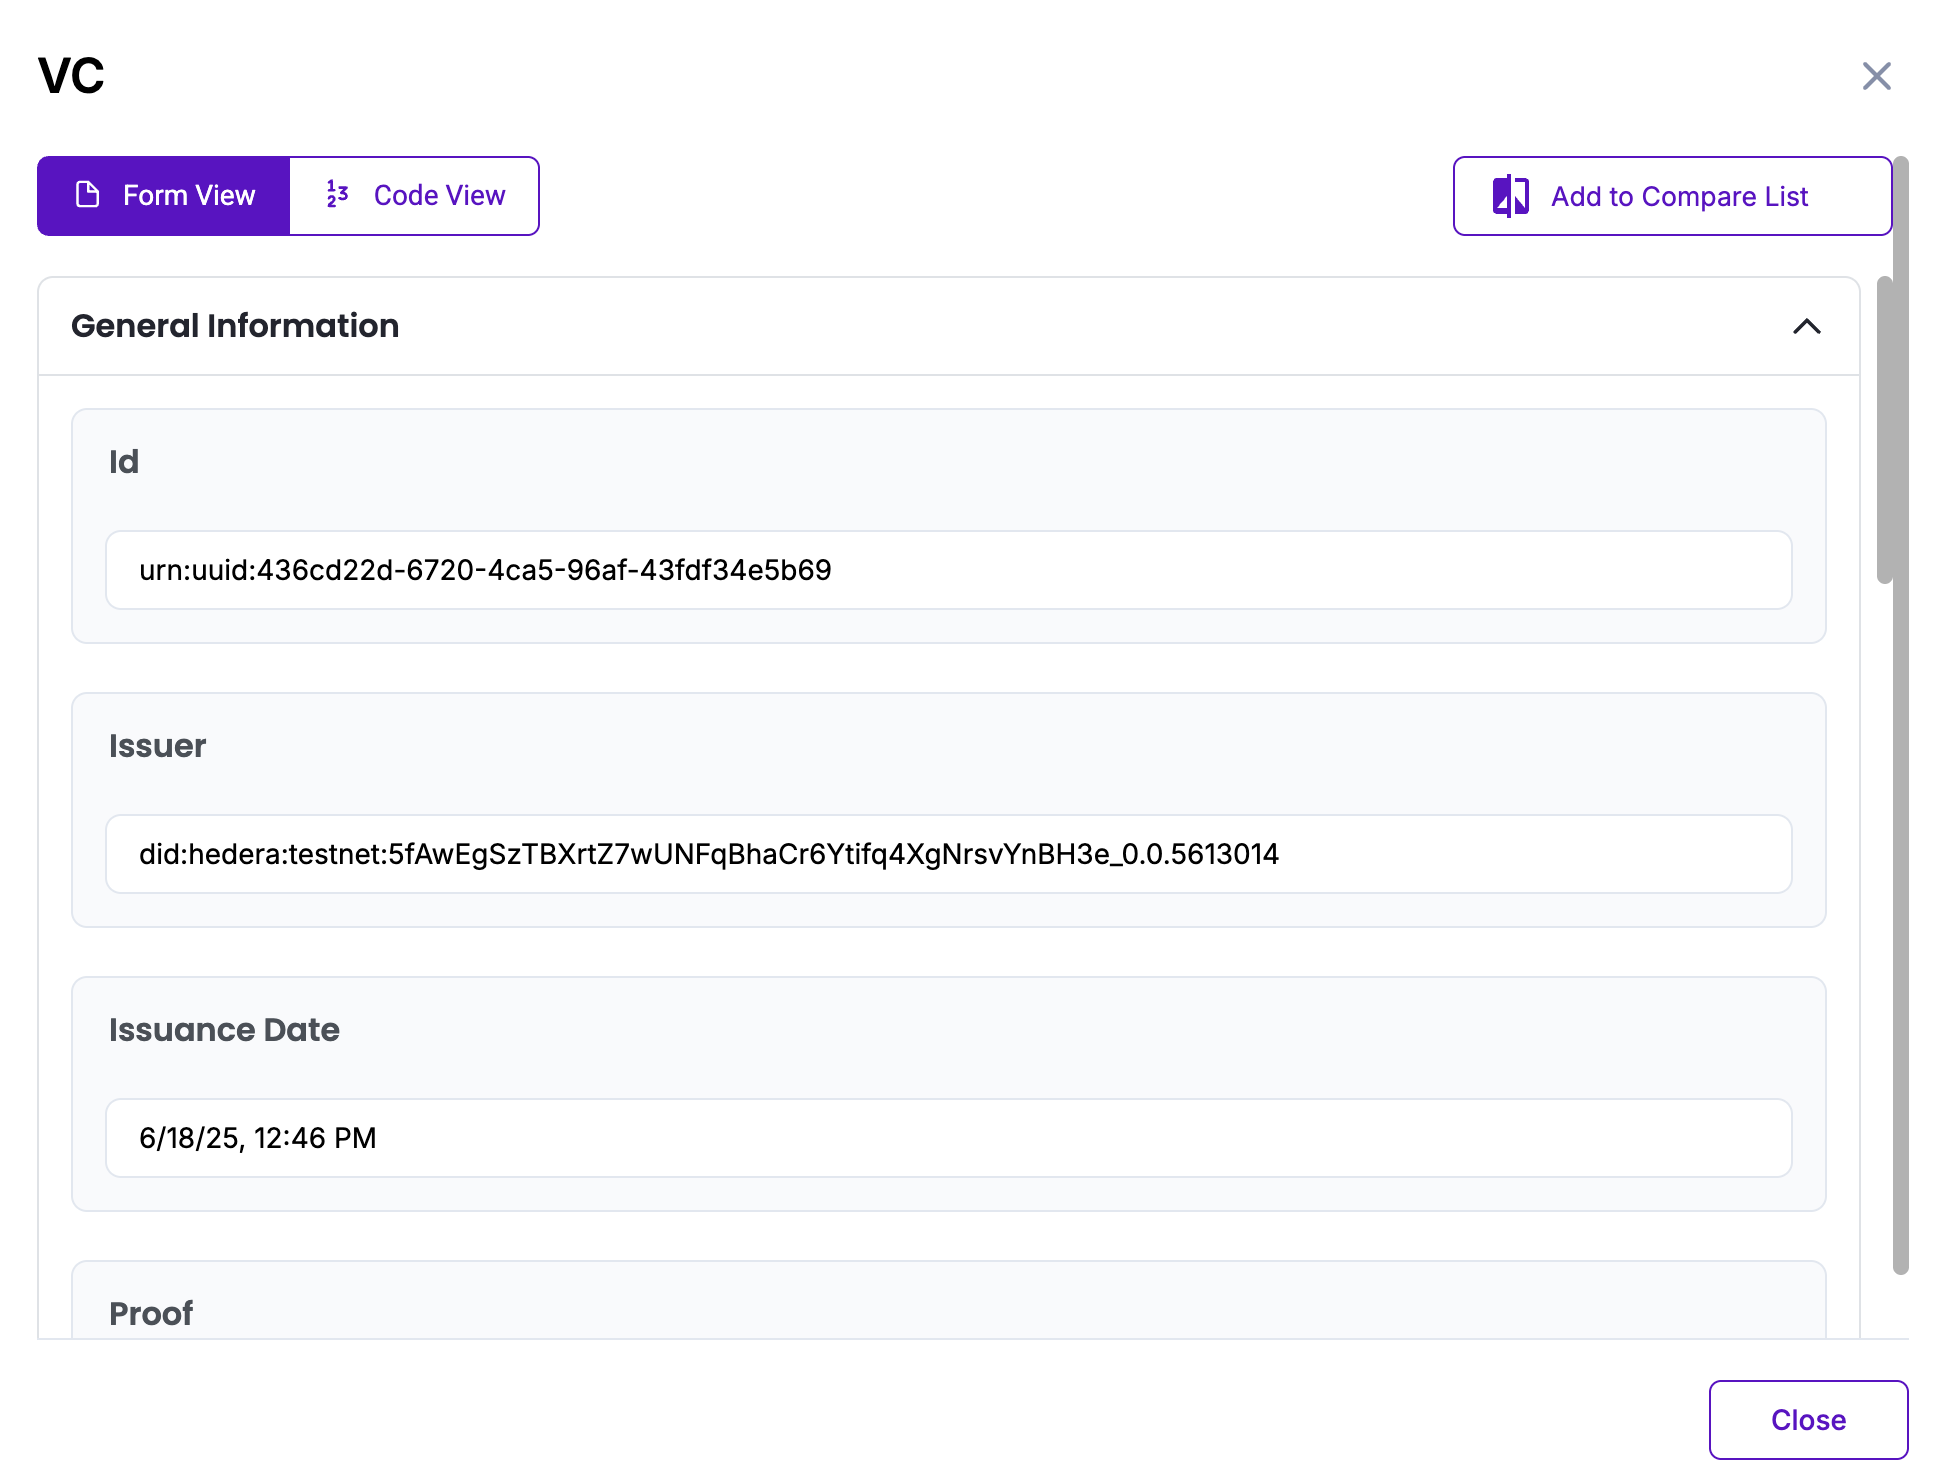 VC
Form View
Code View
Add to Compare List
General Information
Id
urn:uuid:436cd22d-6720-4ca5-96af-43fdf34e5b69
Issuer
did:hedera:testnet:5fAwEgSzTBXrtZ7wUNFqBhaCr6Ytifq4XgNrsvYnBH3e_0.0.5613014
Issuance Date
6/18/25, 12:46 PM
Proof
Close